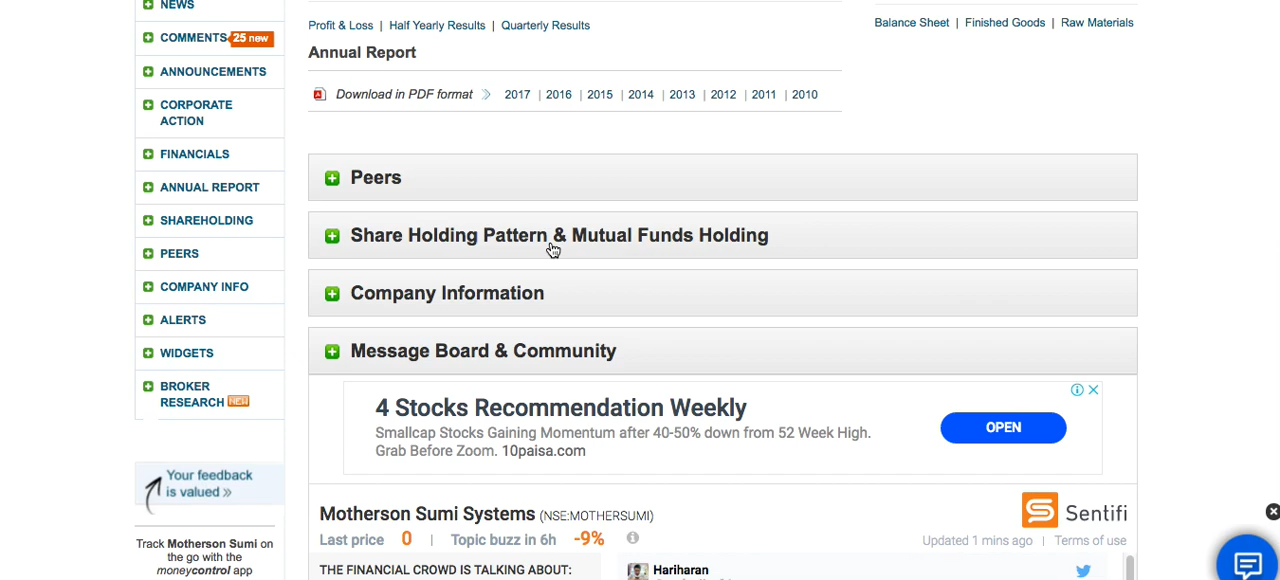 NEWS
COMMENTS 25 new
ANNOUNCEMENTS
CORPORATE
ACTION
FINANCIALS
ANNUAL REPORT
SHAREHOLDING
PEERS
COMPANY INFO
ALERTS
WIDGETS
BROKER
RESEARCH NEW
Your feedback
is valued »
Track Motherson Sumi on
the go with the
moneycontrol app
Profit & Loss | Half Yearly Results | Quarterly Results
Balance Sheet | Finished Goods | Raw Materials
Annual Report
Download in PDF format » 2017 | 2016 | 2015 | 2014 | 2013 | 2012 | 2011 | 2010
Peers
Share Holding Pattern & Mutual Funds Holding
Company Information
Message Board & Community
4 Stocks Recommendation Weekly
Smallcap Stocks Gaining Momentum after 40-50% down from 52 Week High.
Grab Before Zoom. 10paisa.com
OPEN
Motherson Sumi Systems (NSE:MOTHERSUMI)
S Sentifi
Last price 0 | Topic buzz in 6h -9%
Updated 1 mins ago | Terms of use
THE FINANCIAL CROWD IS TALKING ABOUT:
Hariharan